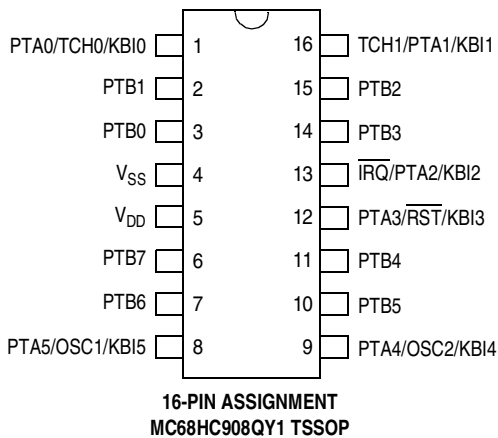 PTA0/TCH0/KBI0 1 16 TCH1/PTA1/KBI1
PTB1 2 15 PTB2
PTB0 3 14 PTB3
VSS 4 13 IRQ/PTA2/KBI2
VDD 5 12 PTA3/RST/KBI3
PTB7 6 11 PTB4
PTB6 7 10 PTB5
PTA5/OSC1/KBI5 8 9 PTA4/OSC2/KBI4
16-PIN ASSIGNMENT
MC68HC908QY1 TSSOP